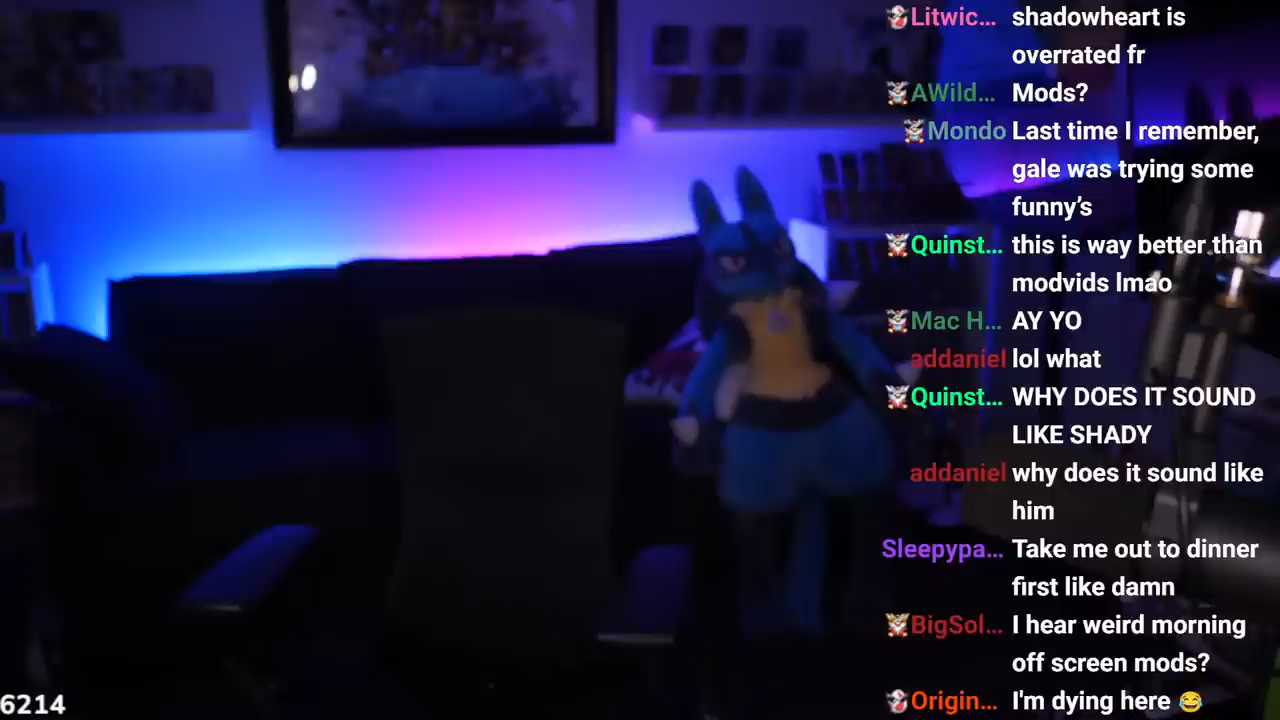 Litwic... shadowheart is
overrated fr
AWild... Mods?
Mondo Last time I remember,
gale was trying some
funny's
Quinst... this is way better than
modvids lmao
Mac H... AY YO
addaniel lol what
Quinst... WHY DOES IT SOUND
LIKE SHADY
addaniel why does it sound like
him
Sleepypa... Take me out to dinner
first like damn
BigSol... I hear weird morning
off screen mods?
Origin... I'm dying here 😂
6214